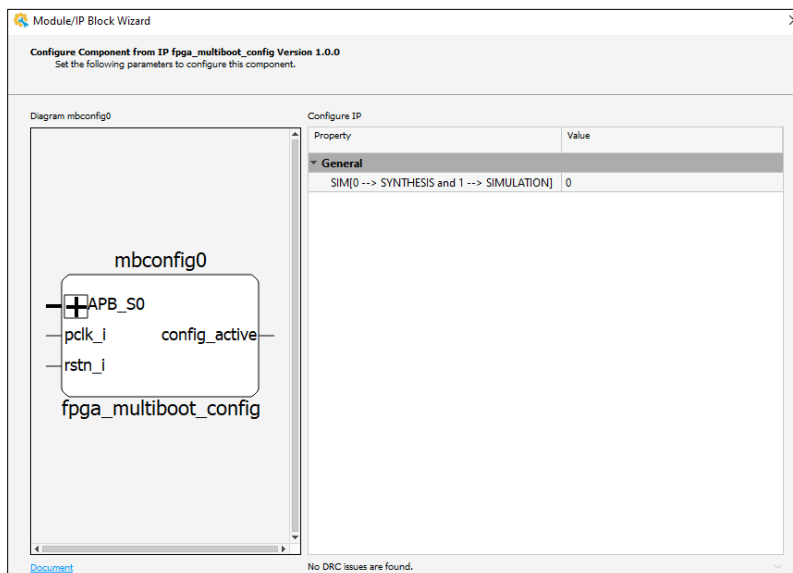 Module/IP Block Wizard
Configure Component from IP fpga_multiboot_config Version 1.0.0
Set the following parameters to configure this component.
Diagram mbconfig0
Configure IP
Property Value
General
SIM[0 --> SYNTHESIS and 1 --> SIMULATION] 0
mbconfig0
APB_S0
pclk_i config_active
rstn_i
fpga_multiboot_config
Document
No DRC issues are found.